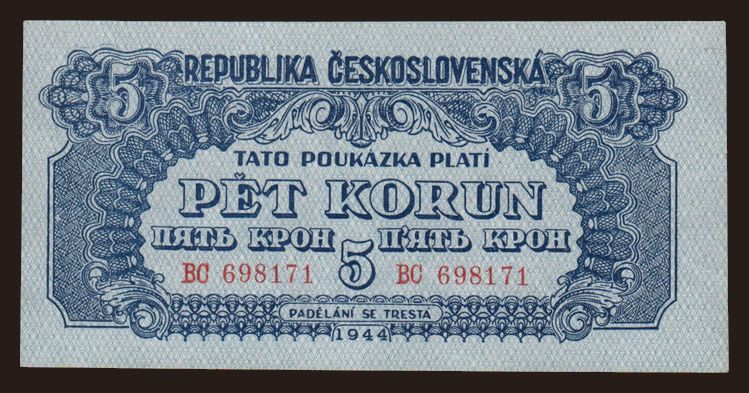 5 REPUBLIKA ČESKOSLOVENSKÁ 5
TATO POUKÁZKA PLATÍ
PĚT KORUN
ПЯТЬ КРОН П'ЯТЬ КРОН
BC 698171 5 BC 698171
PADĚLÁNÍ SE TRESTÁ
1944